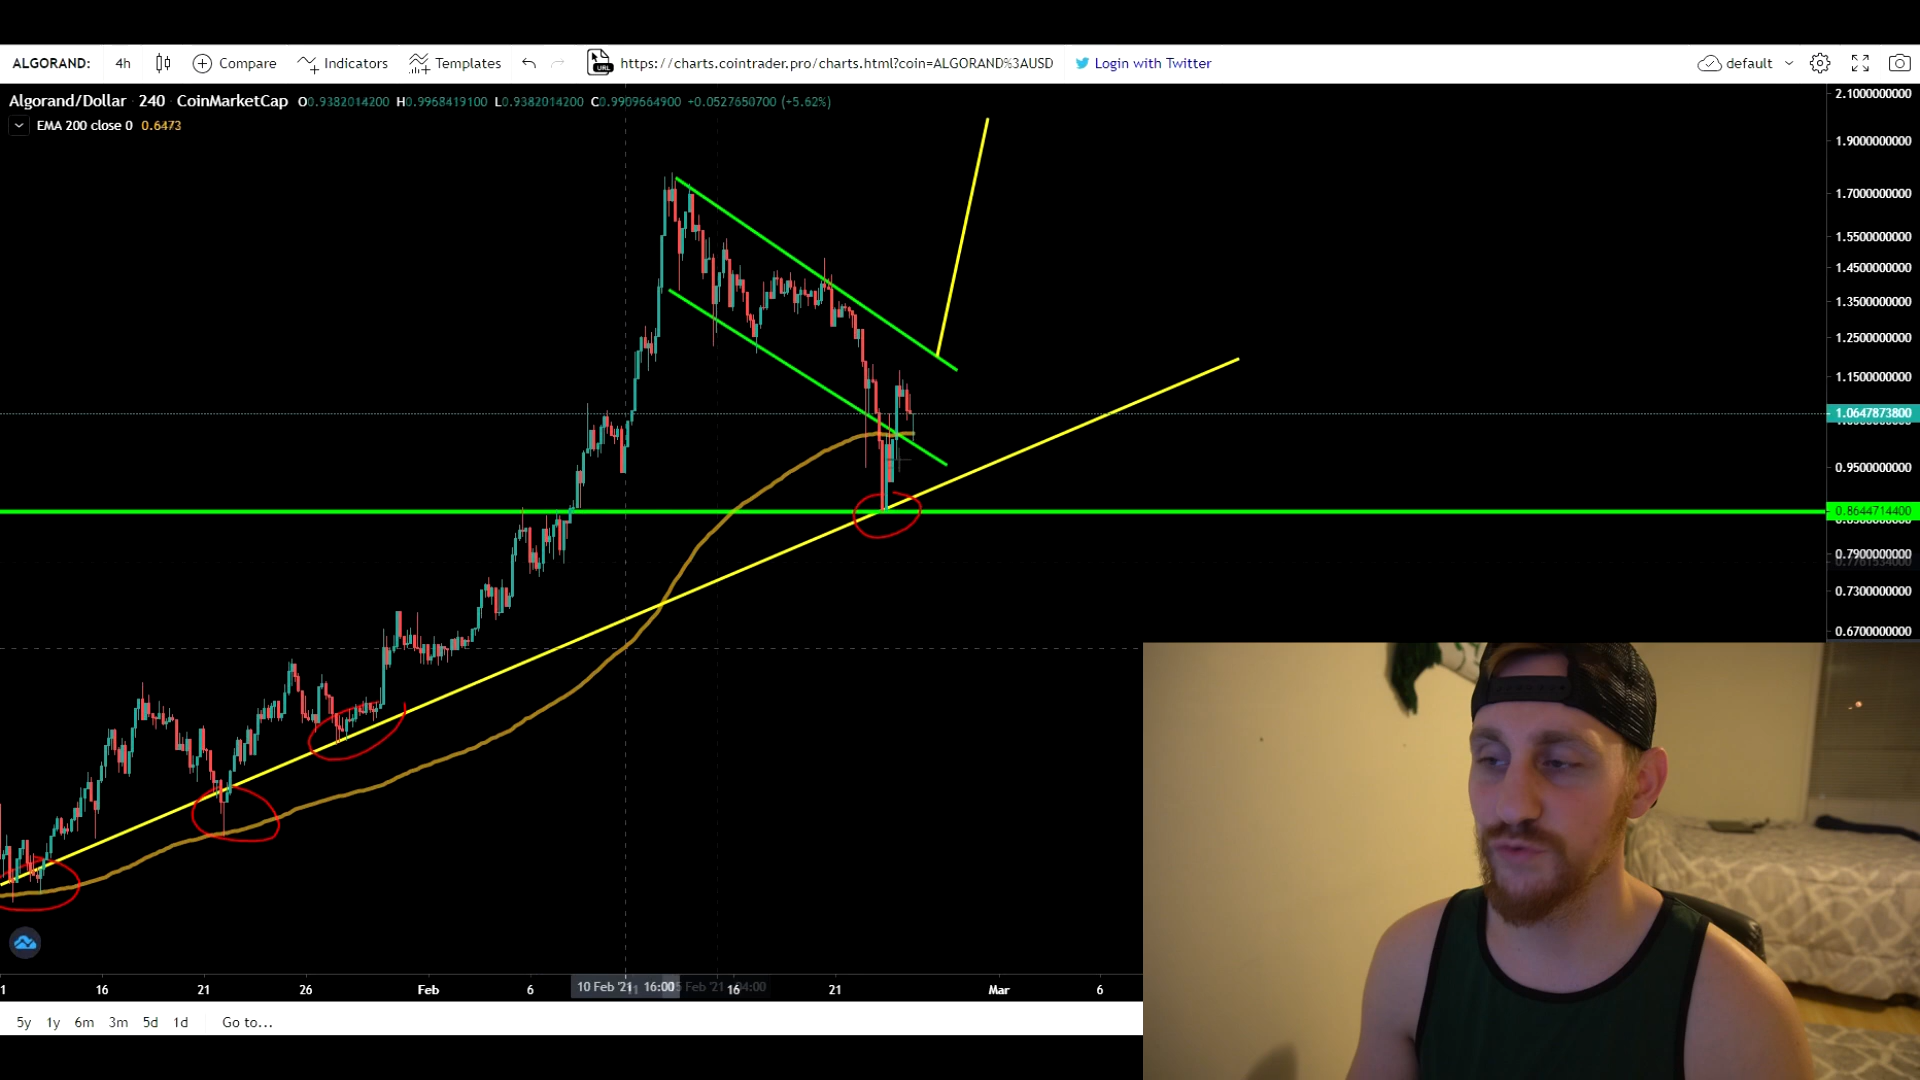 ALGORAND: 4h Compare Indicators Templates URL https://charts.cointrader.pro/charts.html?coin=ALGORAND%3AUSD Login with Twitter default
Algorand/Dollar 240 CoinMarketCap O0.9382014200 H0.9968419100 L0.9382014200 C0.9909664900 +0.0527650700 (+5.62%)
EMA 200 close 0 0.6473
2.1000000000
1.9000000000
1.7000000000
1.5500000000
1.4500000000
1.3500000000
1.2500000000
1.1500000000
1.0647873800
0.9500000000
0.8644714400
0.7900000000
0.7300000000
0.6700000000
1 16 21 26 Feb 6 10 Feb '21 16:00 16 21 Mar 6
5y 1y 6m 3m 5d 1d Go to...